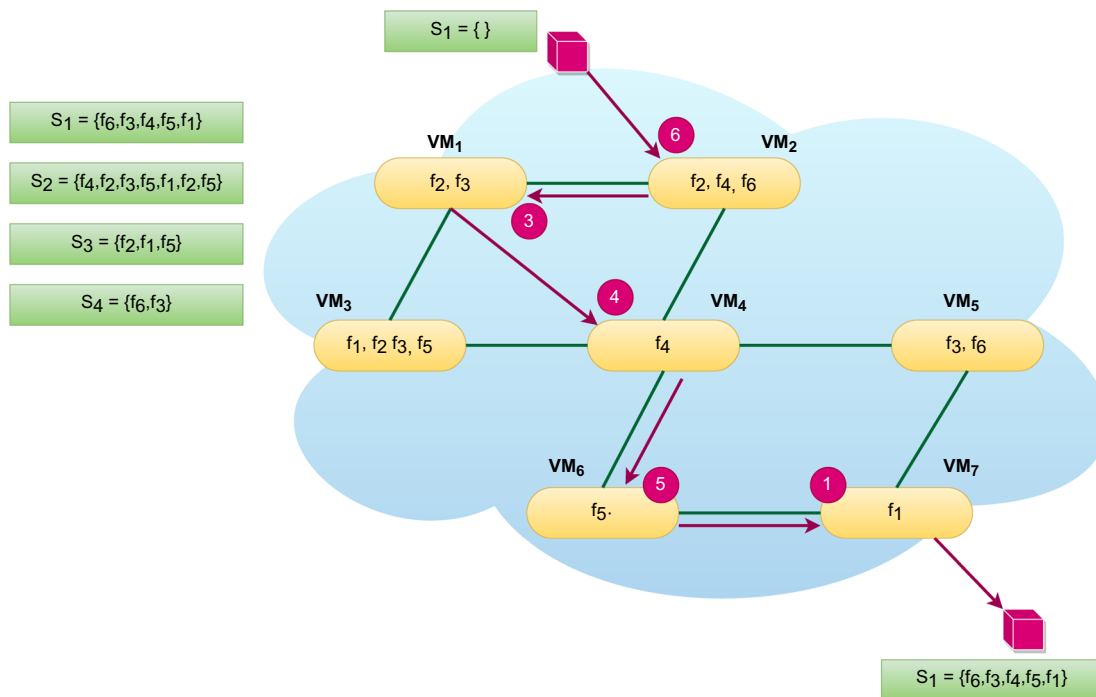 S₁ = { }
S₁ = {f₆,f₃,f₄,f₅,f₁}
S₂ = {f₄,f₂,f₃,f₅,f₁,f₂,f₅}
S₃ = {f₂,f₁,f₅}
S₄ = {f₆,f₃}
VM₁
6
VM₂
f₂, f₃
f₂, f₄, f₆
3
VM₃
4
VM₄
VM₅
f₁, f₂ f₃, f₅
f₄
f₃, f₆
VM₆
5
1
VM₇
f₅.
f₁
S₁ = {f₆,f₃,f₄,f₅,f₁}